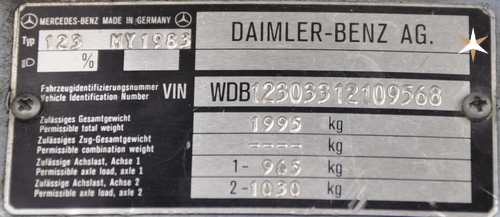 MERCEDES-BENZ MADE IN GERMANY
DAIMLER-BENZ AG.
Typ 123 MY1983
%
Fahrzeugidentifizierungsnummer
Vehicle Identification Number
VIN WDB12303312109568
Zulässiges Gesamtgewicht
Permissible total weight
1995 kg
Zulässiges Zug-Gesamtgewicht
Permissible combination weight
---- kg
Zulässige Achslast, Achse 1
Permissible axle load, axle 1
1- 965 kg
Zulässige Achslast, Achse 2
Permissible axle load, axle 2
2- 1030 kg